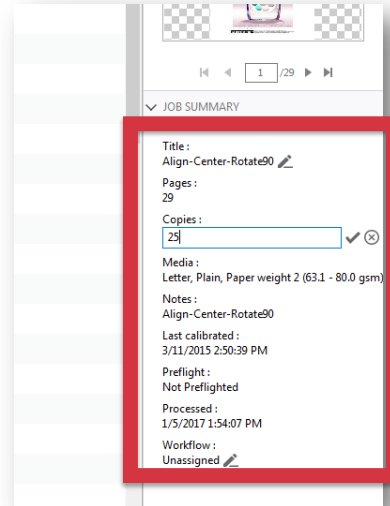 1 /29
JOB SUMMARY
Title :
Align-Center-Rotate90
Pages :
29
Copies :
25
Media :
Letter, Plain, Paper weight 2 (63.1 - 80.0 gsm)
Notes :
Align-Center-Rotate90
Last calibrated :
3/11/2015 2:50:39 PM
Preflight :
Not Preflighted
Processed :
1/5/2017 1:54:07 PM
Workflow :
Unassigned